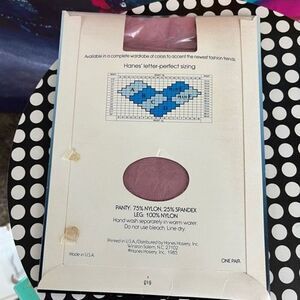 Available in a complete wardrobe of colors to accent the newest fashion trends.
Hanes' letter-perfect sizing
PANTY: 75% NYLON, 25% SPANDEX
LEG: 100% NYLON
Hand wash separately in warm water.
Do not use bleach. Line dry.
Printed in U.S.A./Distributed by Hanes Hosiery, Inc.
Winston-Salem, N.C. 27102
©Hanes Hosiery, Inc. 1985
Made in U.S.A.
ONE PAIR